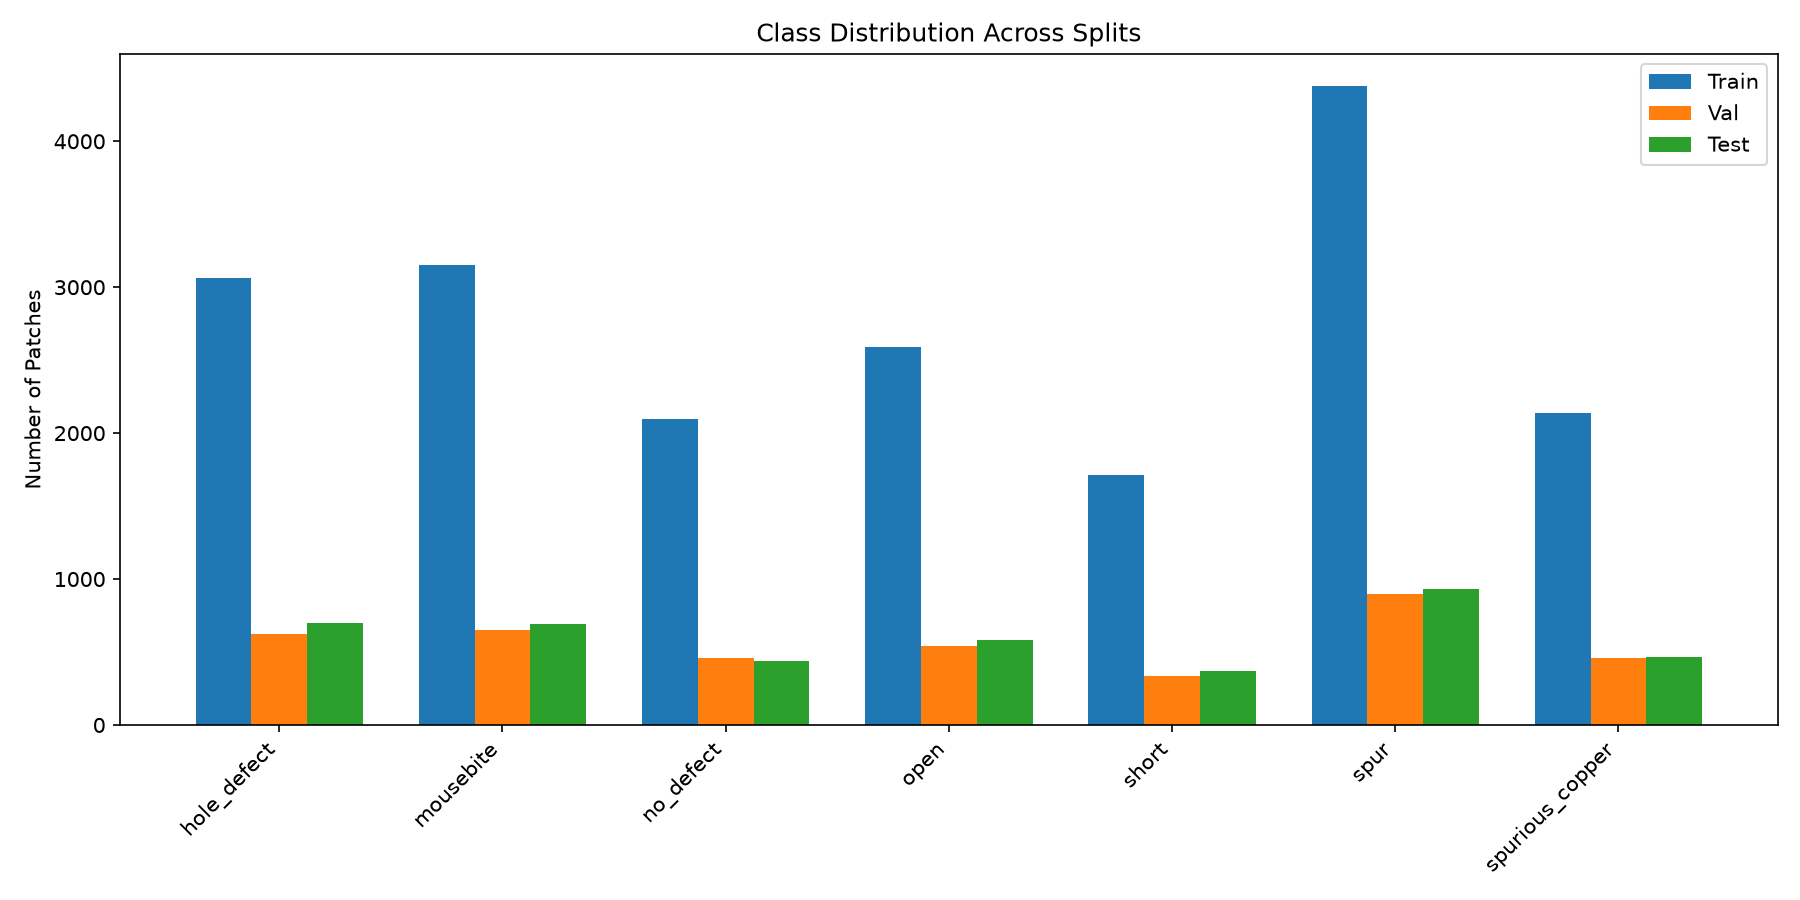 Class Distribution Across Splits
Train
Val
Test
Number of Patches
4000
3000
2000
1000
0
hole_defect
mousebite
no_defect
open
short
spur
spurious_copper